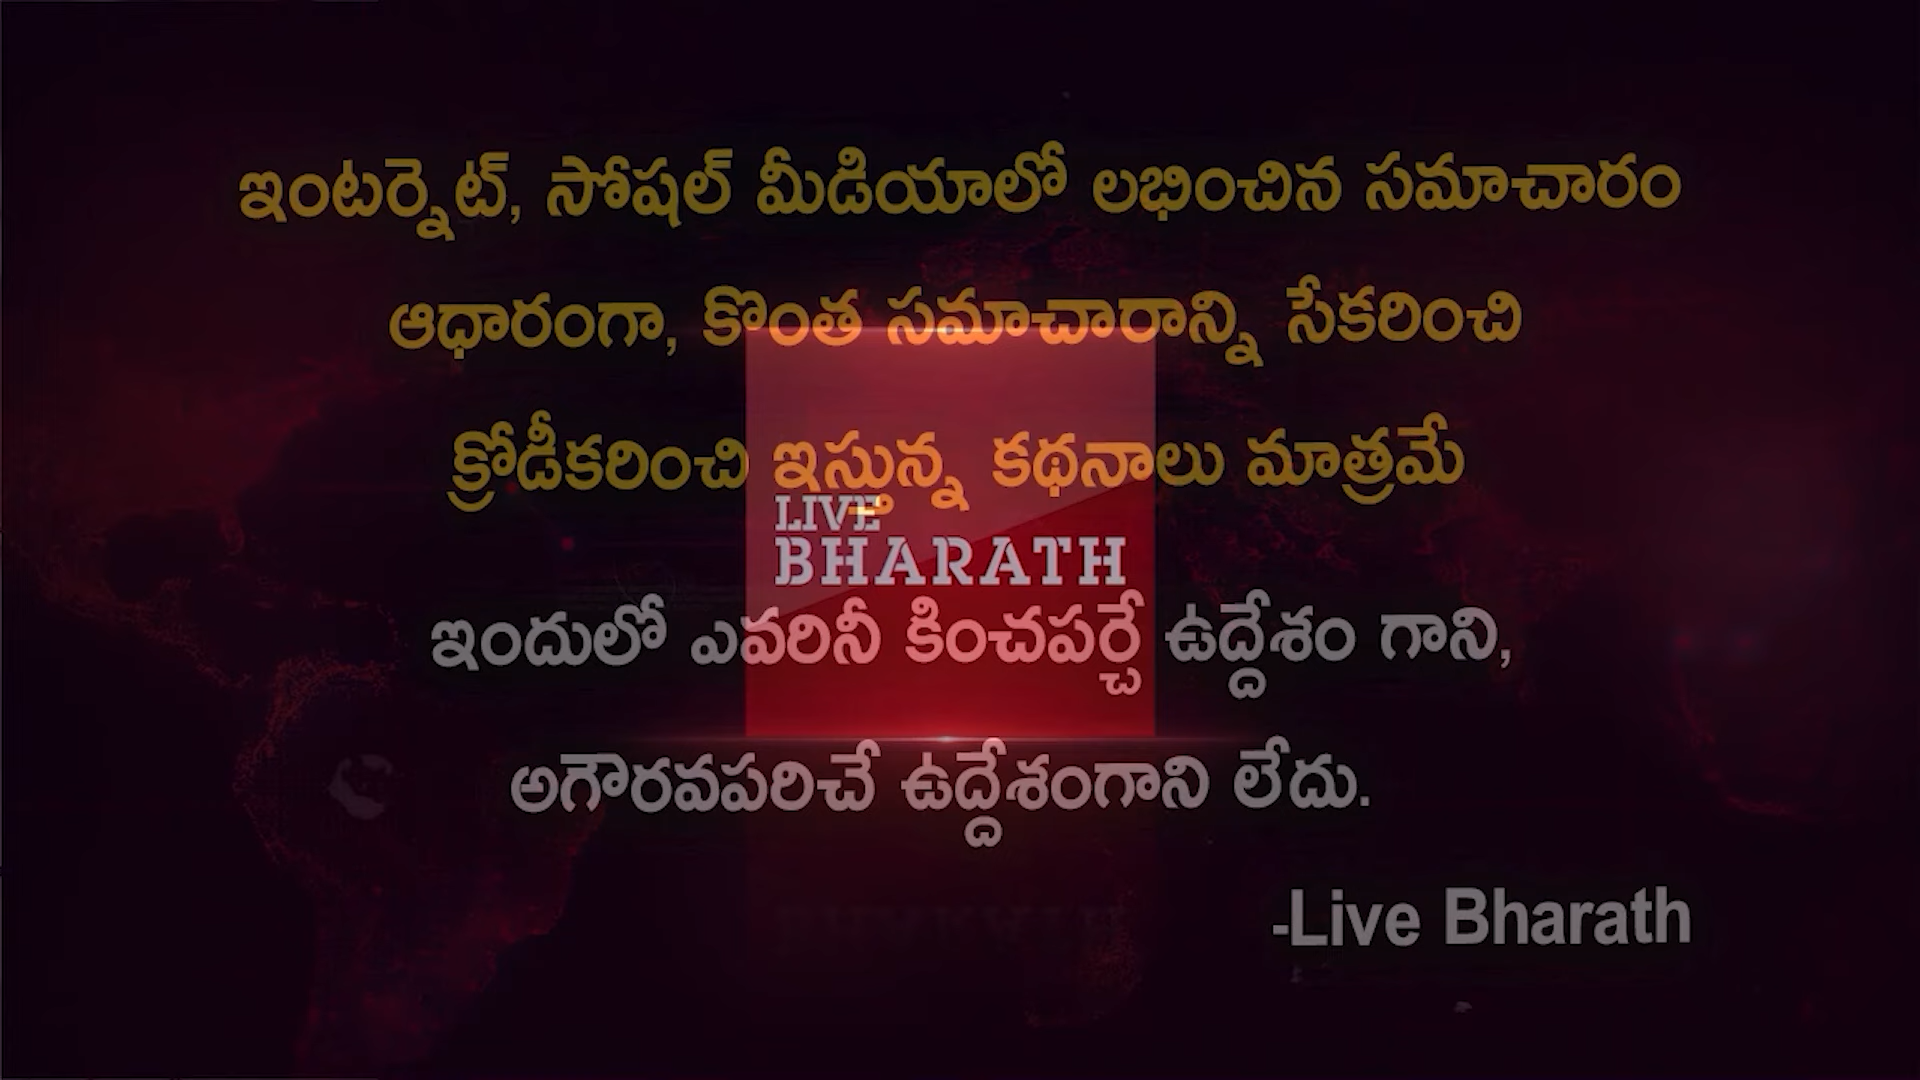 ఇంటర్నెట్, సోషల్ మీడియాలో లభించిన సమాచారం
ఆధారంగా, కొంత సమాచారాన్ని సేకరించి
క్రోడీకరించి ఇస్తున్న కథనాలు మాత్రమే
LIVE
BHARATH
ఇందులో ఎవరినీ కించపర్చే ఉద్దేశం గాని,
అగౌరవపరిచే ఉద్దేశంగాని లేదు.
-Live Bharath